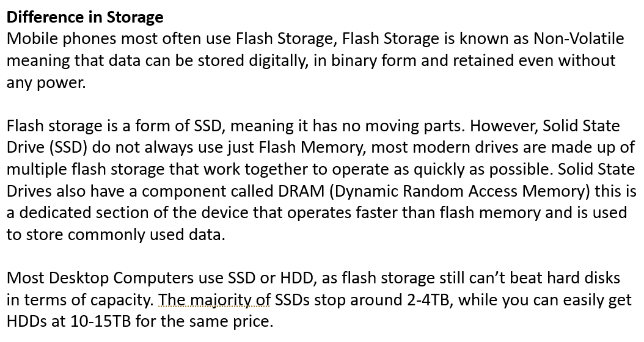 Difference in Storage
Mobile phones most often use Flash Storage, Flash Storage is known as Non-Volatile
meaning that data can be stored digitally, in binary form and retained even without
any power.
Flash storage is a form of SSD, meaning it has no moving parts. However, Solid State
Drive (SSD) do not always use just Flash Memory, most modern drives are made up of
multiple flash storage that work together to operate as quickly as possible. Solid State
Drives also have a component called DRAM (Dynamic Random Access Memory) this is
a dedicated section of the device that operates faster than flash memory and is used
to store commonly used data.
Most Desktop Computers use SSD or HDD, as flash storage still can’t beat hard disks
in terms of capacity. The majority of SSDs stop around 2-4TB, while you can easily get
HDDs at 10-15TB for the same price.